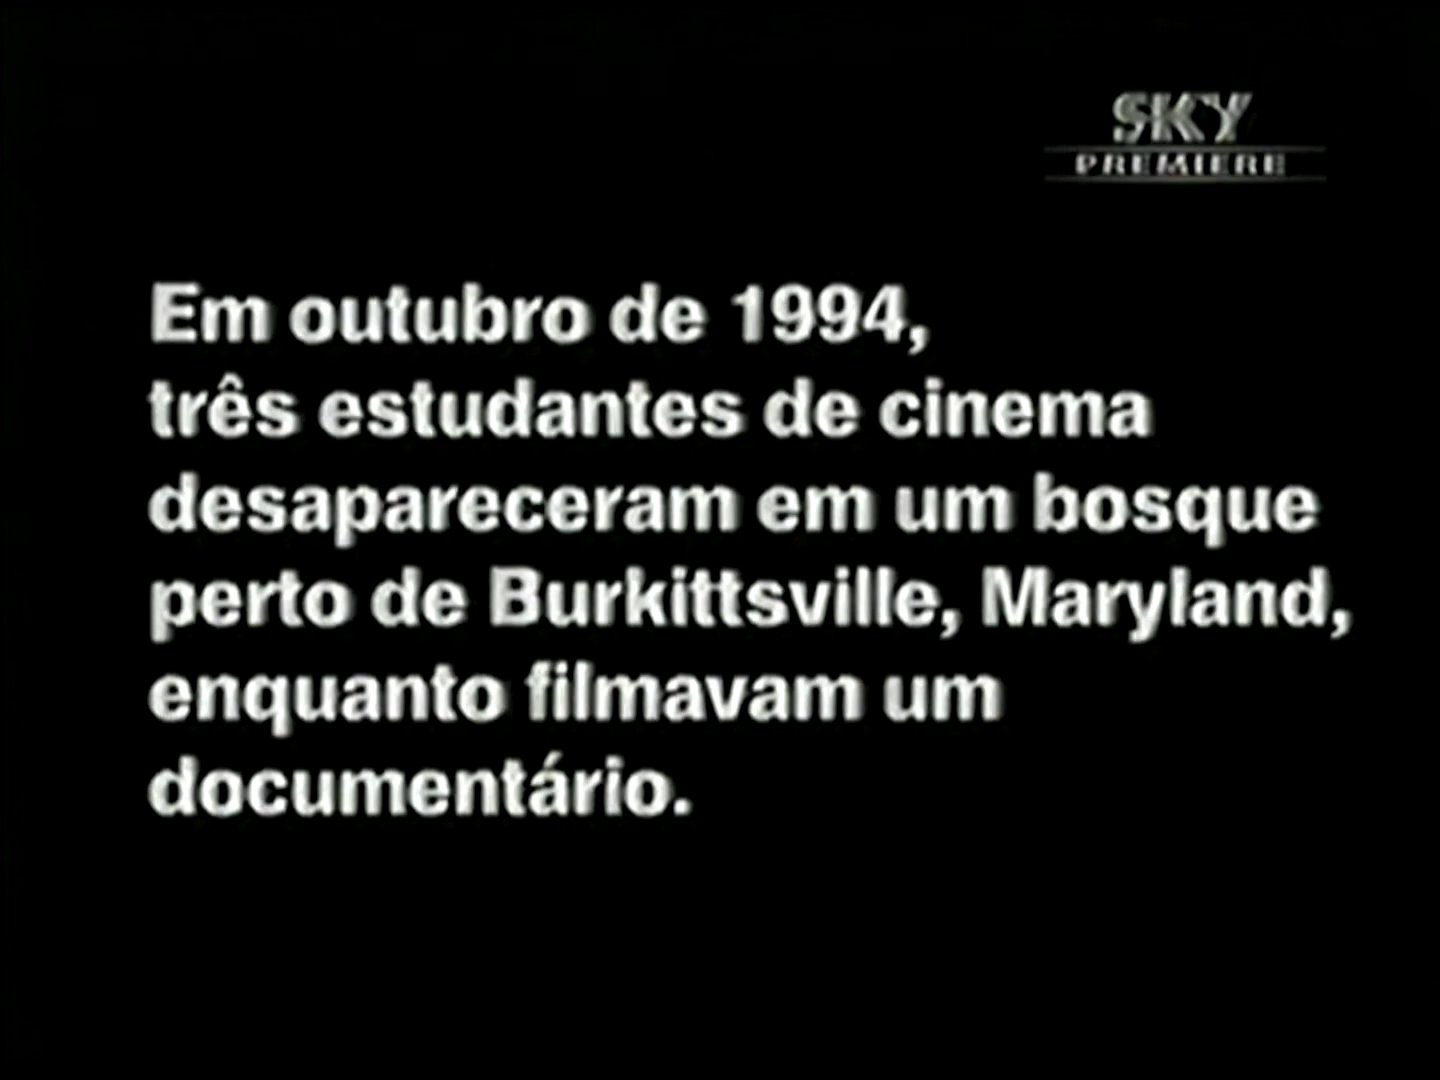 SKY
PREMIERE
Em outubro de 1994,
três estudantes de cinema
desapareceram em um bosque
perto de Burkittsville, Maryland,
enquanto filmavam um
documentário.